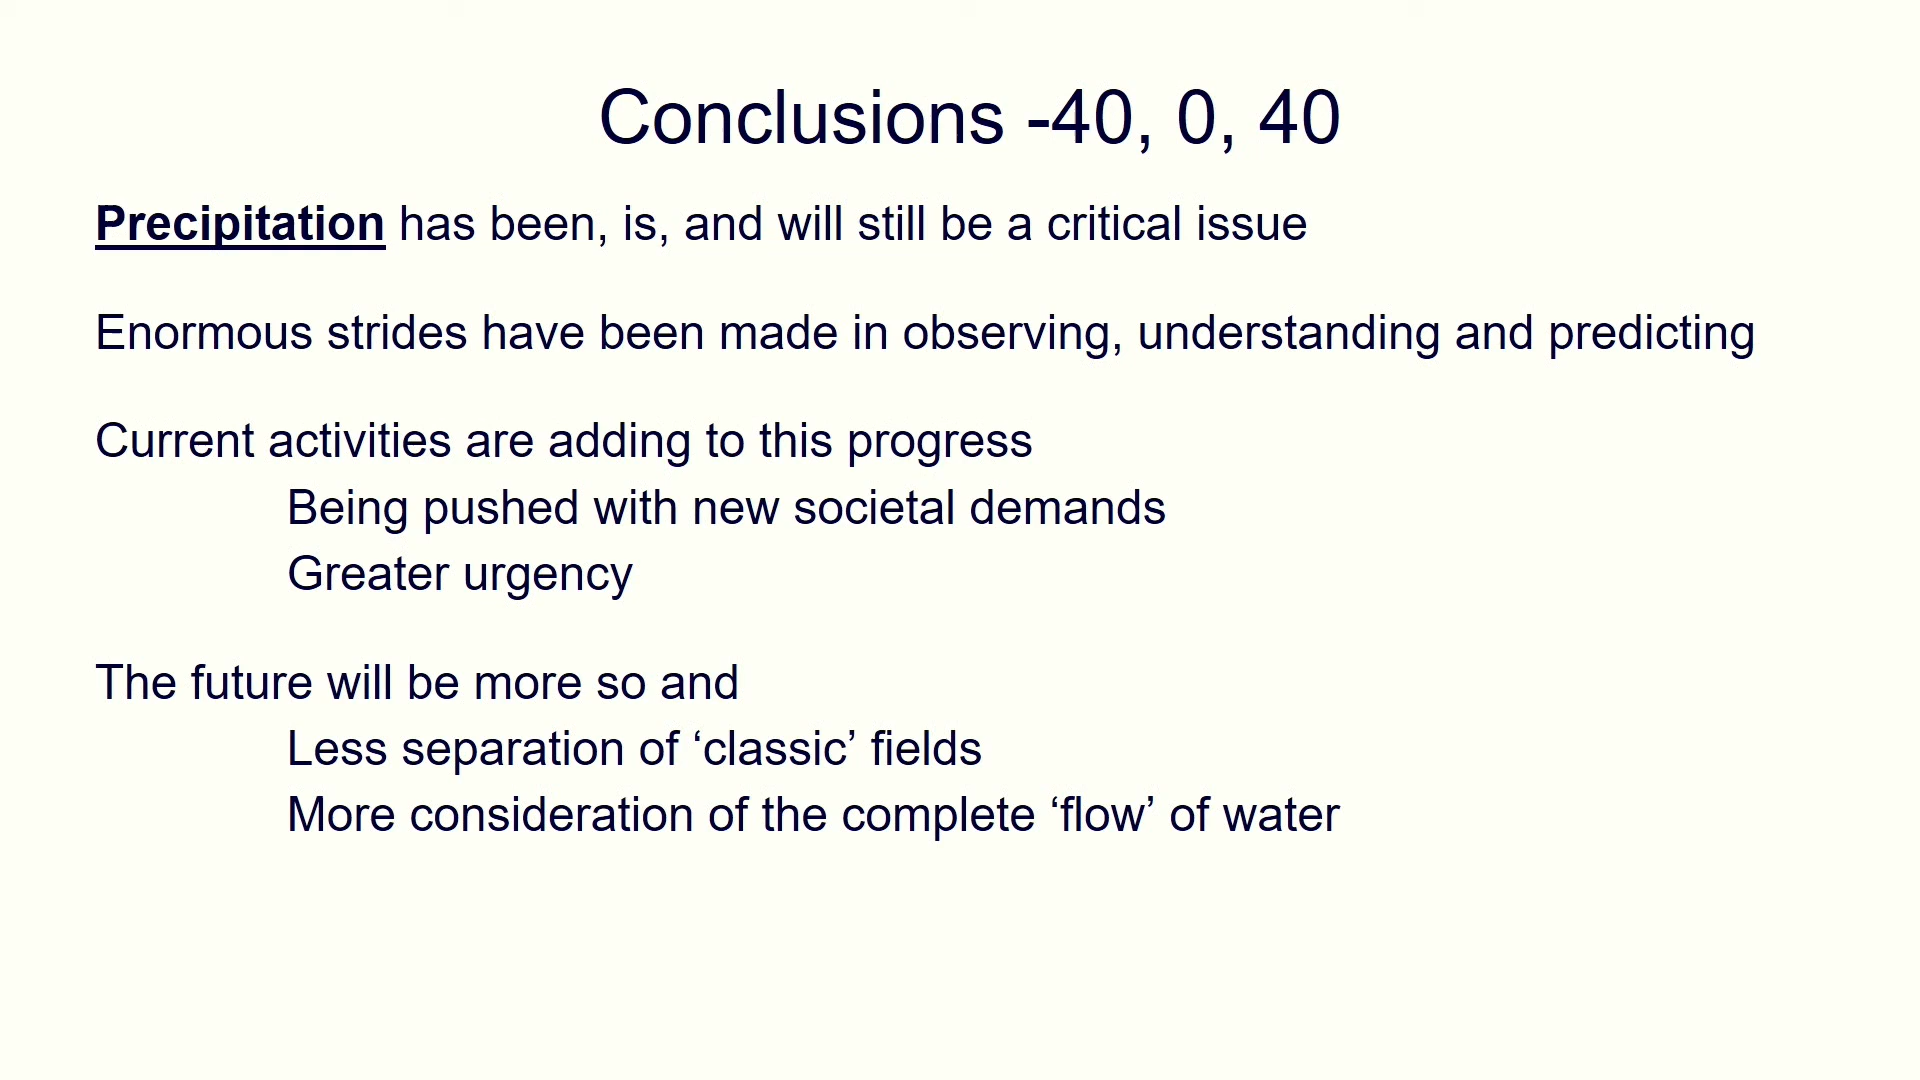 Conclusions -40, 0, 40
Precipitation has been, is, and will still be a critical issue
Enormous strides have been made in observing, understanding and predicting
Current activities are adding to this progress
Being pushed with new societal demands
Greater urgency
The future will be more so and
Less separation of ‘classic’ fields
More consideration of the complete ‘flow’ of water